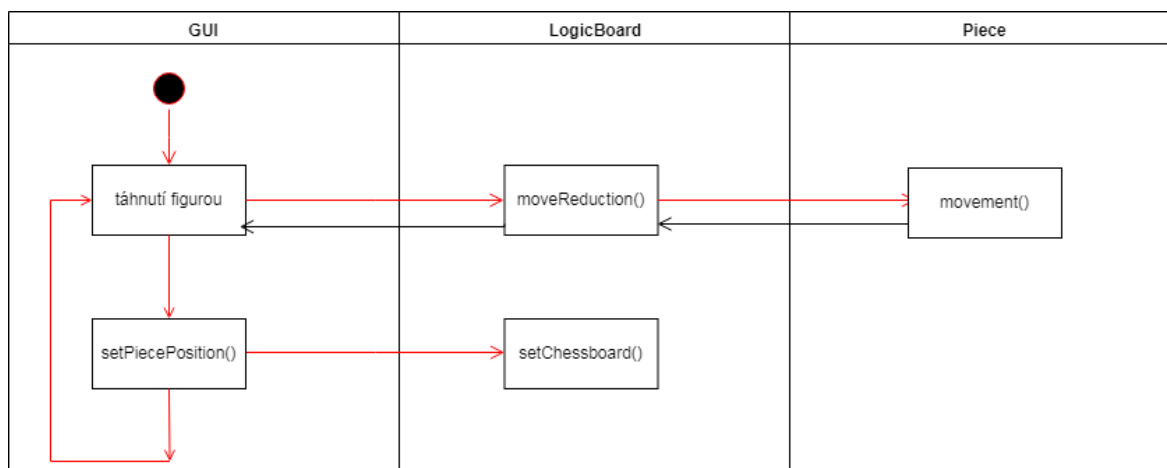 GUI
LogicBoard
Piece
táhnutí figurou
moveReduction()
movement()
setPiecePosition()
setChessboard()